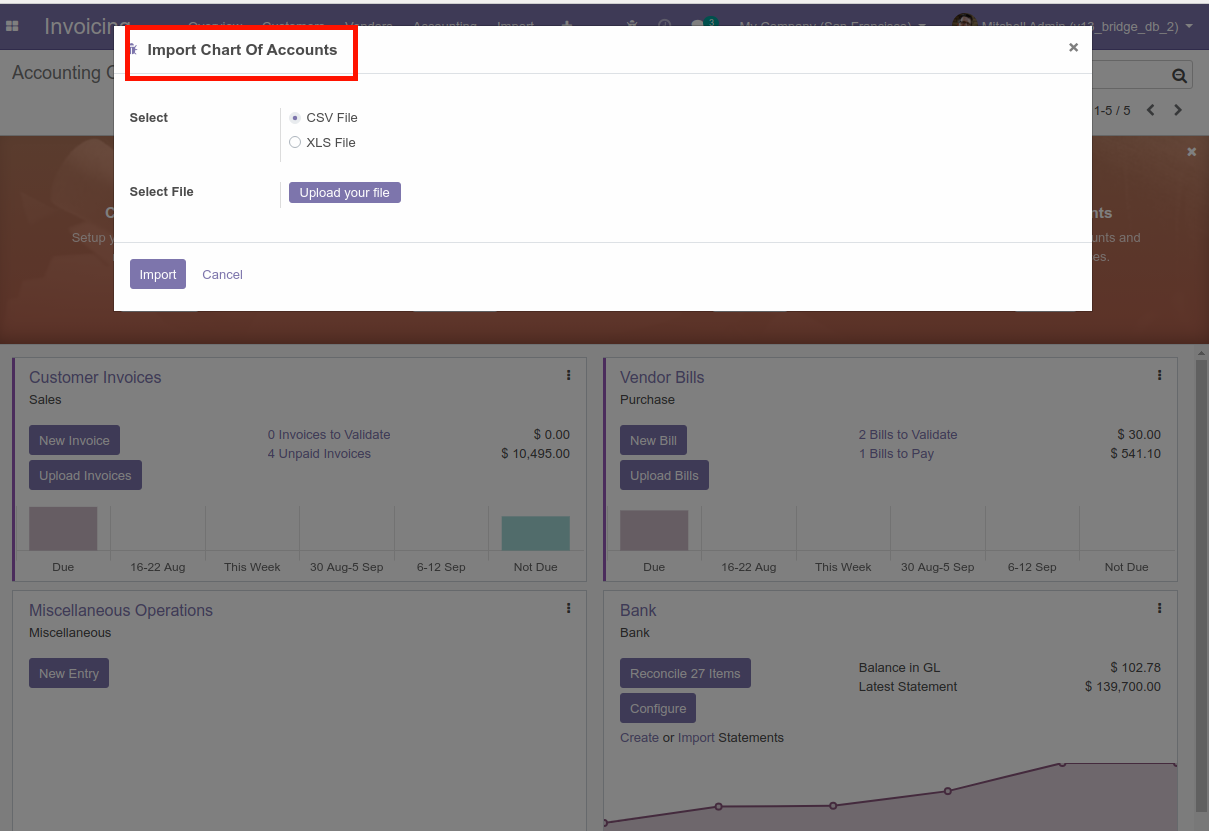 Invoicing Overview Customers Vendors Accounting Import 3 My Company (San Francisco) Mitchell Admin (v13_bridge_db_2)
Import Chart Of Accounts
Accounting
1-5 / 5
Select
CSV File
XLS File
Select File
Upload your file
Setup
nts
unts and
es.
Import Cancel
Customer Invoices
Sales
New Invoice
0 Invoices to Validate $ 0.00
4 Unpaid Invoices $ 10,495.00
Upload Invoices
Due 16-22 Aug This Week 30 Aug-5 Sep 6-12 Sep Not Due
Vendor Bills
Purchase
New Bill
2 Bills to Validate $ 30.00
1 Bills to Pay $ 541.10
Upload Bills
Due 16-22 Aug This Week 30 Aug-5 Sep 6-12 Sep Not Due
Miscellaneous Operations
Miscellaneous
New Entry
Bank
Bank
Reconcile 27 Items
Balance in GL $ 102.78
Latest Statement $ 139,700.00
Configure
Create or Import Statements